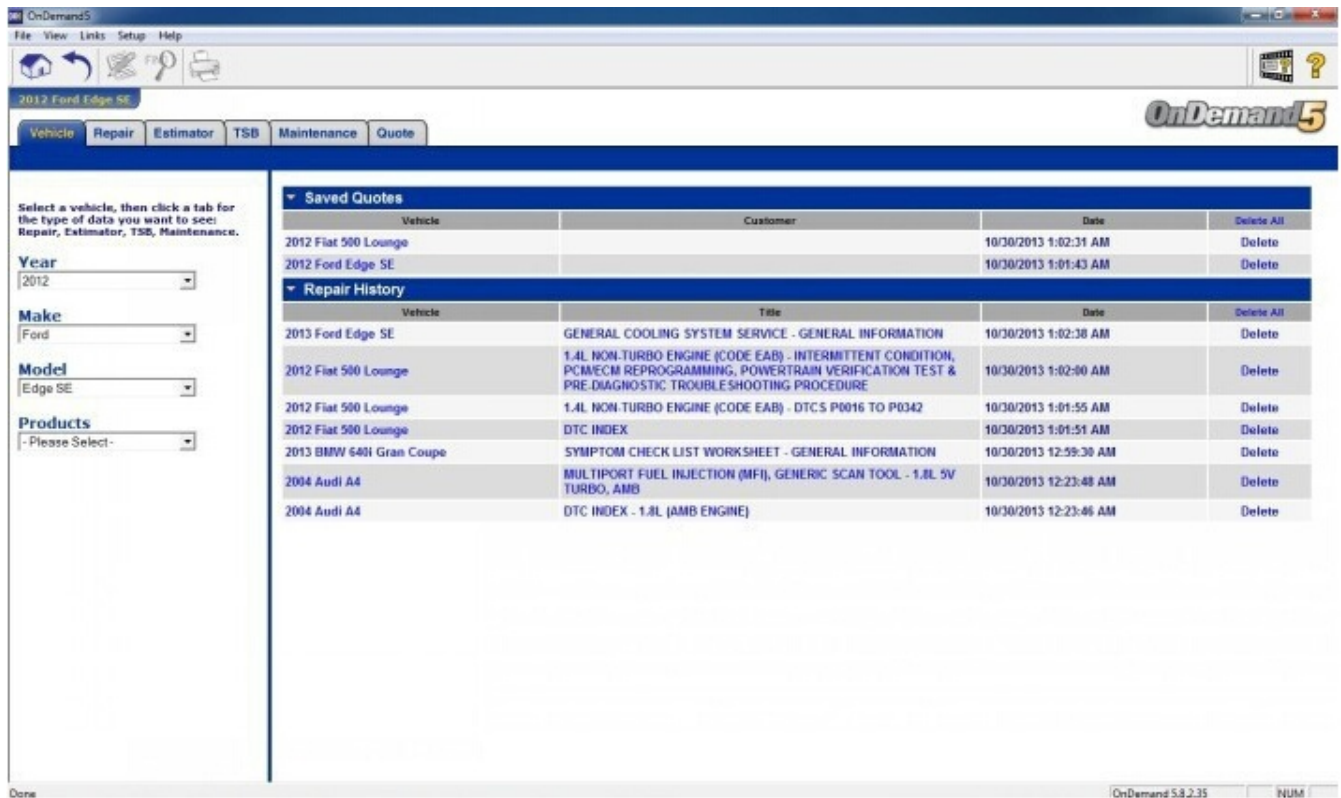 OnDemand5
File View Links Setup Help
2012 Ford Edge SE
OnDemand5
Vehicle Repair Estimator TSB Maintenance Quote
Select a vehicle, then click a tab for
the type of data you want to see:
Repair, Estimator, TSB, Maintenance.
Year
2012
Make
Ford
Model
Edge SE
Products
- Please Select -
Saved Quotes
Vehicle Customer Date Delete All
2012 Fiat 500 Lounge 10/30/2013 1:02:31 AM Delete
2012 Ford Edge SE 10/30/2013 1:01:43 AM Delete
Repair History
Vehicle Title Date Delete All
2013 Ford Edge SE GENERAL COOLING SYSTEM SERVICE - GENERAL INFORMATION 10/30/2013 1:02:38 AM Delete
2012 Fiat 500 Lounge 1.4L NON-TURBO ENGINE (CODE EAB) - INTERMITTENT CONDITION,
PCM/ECM REPROGRAMMING, POWERTRAIN VERIFICATION TEST &
PRE-DIAGNOSTIC TROUBLESHOOTING PROCEDURE 10/30/2013 1:02:00 AM Delete
2012 Fiat 500 Lounge 1.4L NON-TURBO ENGINE (CODE EAB) - DTCS P0016 TO P0342 10/30/2013 1:01:55 AM Delete
2012 Fiat 500 Lounge DTC INDEX 10/30/2013 1:01:51 AM Delete
2013 BMW 640i Gran Coupe SYMPTOM CHECK LIST WORKSHEET - GENERAL INFORMATION 10/30/2013 12:59:30 AM Delete
2004 Audi A4 MULTIPORT FUEL INJECTION (MFI), GENERIC SCAN TOOL - 1.8L 5V
TURBO, AMB 10/30/2013 12:23:48 AM Delete
2004 Audi A4 DTC INDEX - 1.8L (AMB ENGINE) 10/30/2013 12:23:46 AM Delete
Done OnDemand 5.8.2.35 NUM